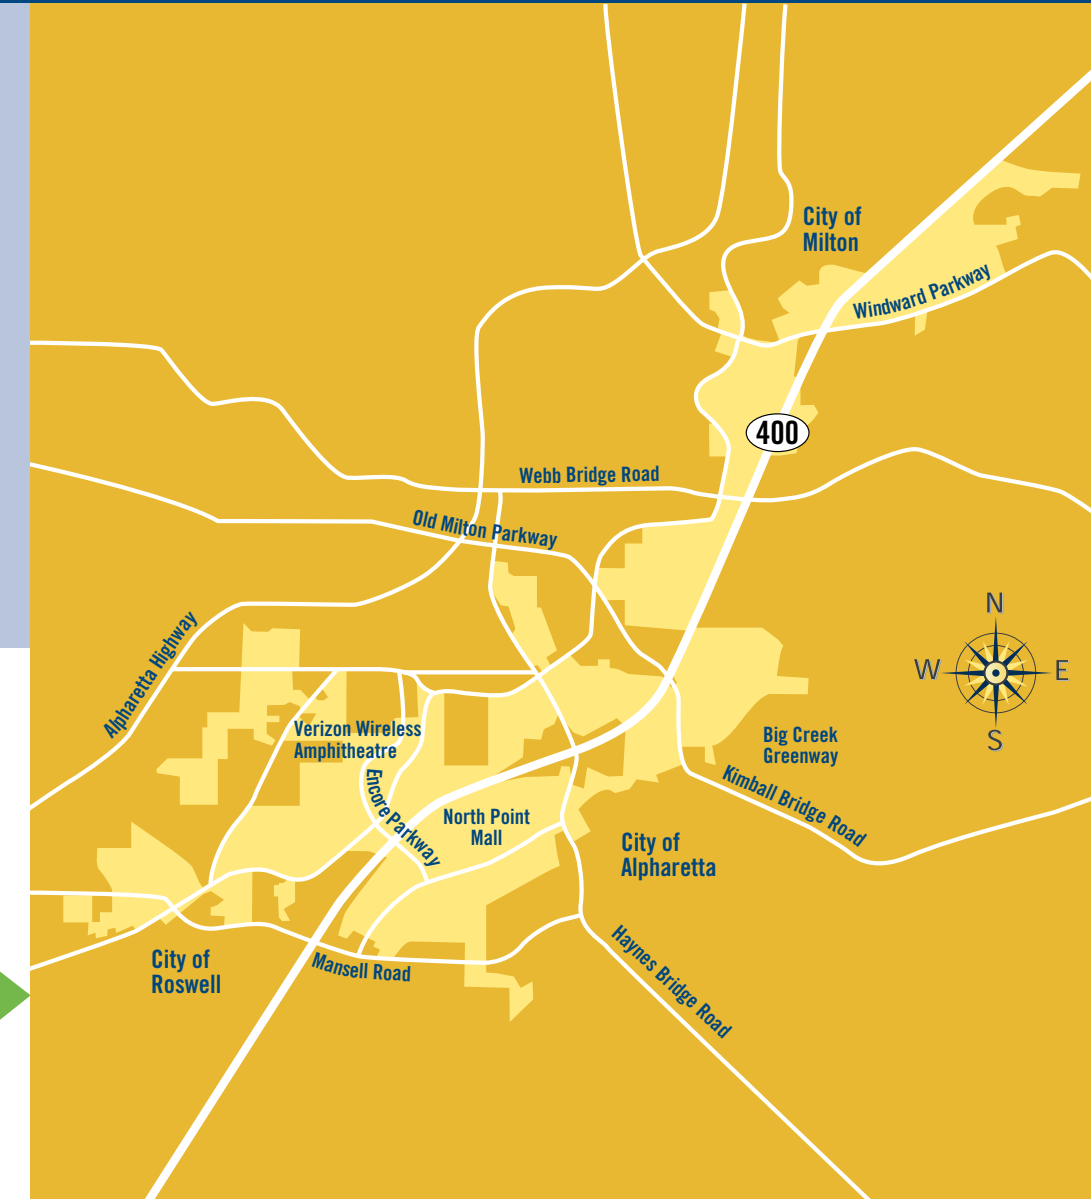 City of
Milton
Windward Parkway
400
Webb Bridge Road
Old Milton Parkway
N
W
E
S
Alpharetta Highway
Verizon Wireless
Amphitheatre
Big Creek
Greenway
Encore Parkway
Kimball Bridge Road
North Point
Mall
City of
Alpharetta
Haynes Bridge Road
City of
Roswell
Mansell Road